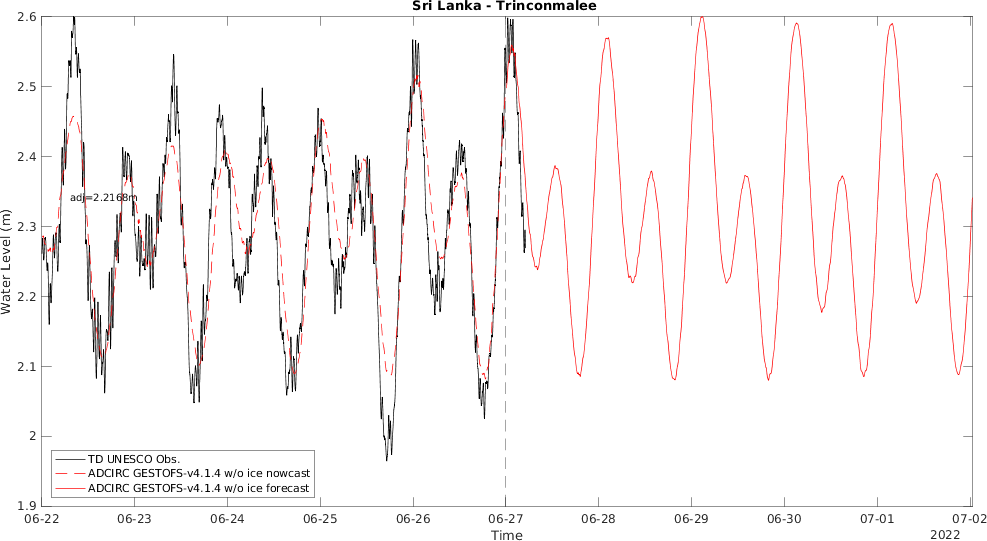 Sri Lanka - Trinconmalee
2.6
2.5
2.4
2.3
2.2
2.1
2
1.9
Water Level (m)
adj=2.2168m
TD UNESCO Obs.
ADCIRC GESTOFS-v4.1.4 w/o ice nowcast
ADCIRC GESTOFS-v4.1.4 w/o ice forecast
06-22 06-23 06-24 06-25 06-26 06-27 06-28 06-29 06-30 07-01 07-02
Time
2022